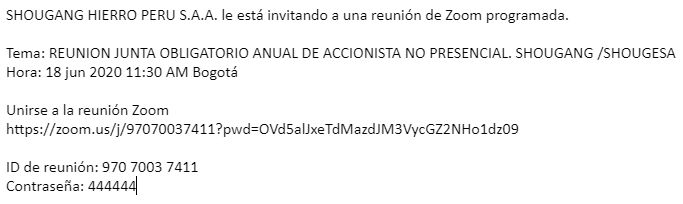 SHOUGANG HIERRO PERU S.A.A. le está invitando a una reunión de Zoom programada.
Tema: REUNION JUNTA OBLIGATORIO ANUAL DE ACCIONISTA NO PRESENCIAL. SHOUGANG /SHOUGESA
Hora: 18 jun 2020 11:30 AM Bogotá
Unirse a la reunión Zoom
https://zoom.us/j/97070037411?pwd=OVd5alJxeTdMazdJM3VycGZ2NHo1dz09
ID de reunión: 970 7003 7411
Contraseña: 444444